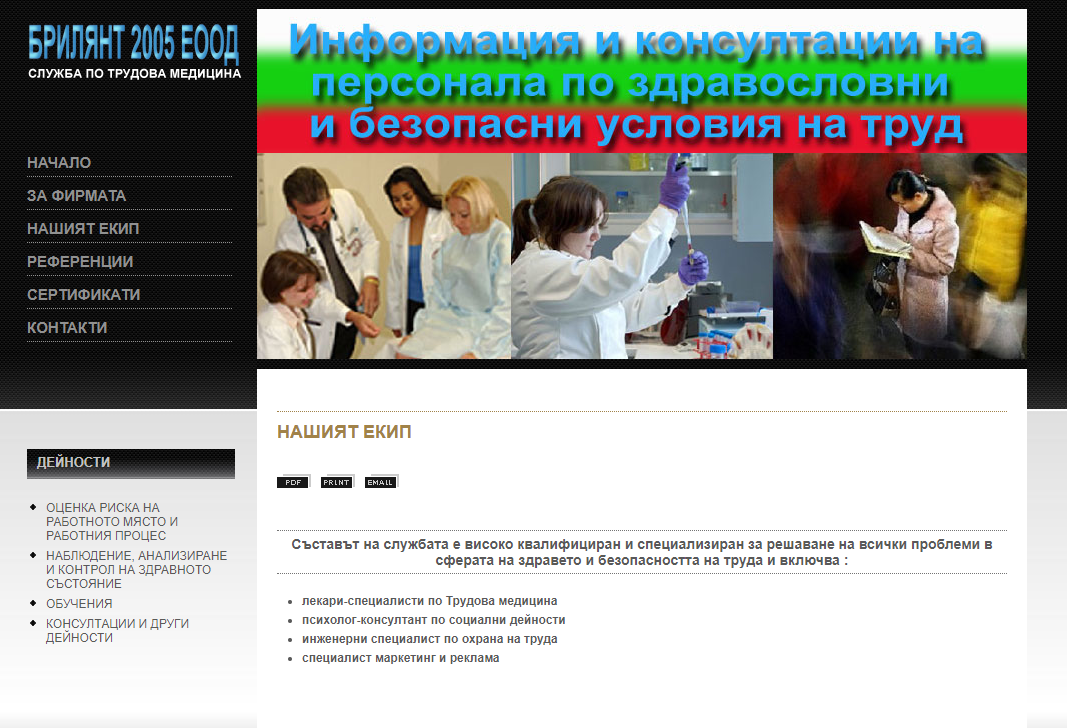 БРИЛЯНТ 2005 ЕООД
СЛУЖБА ПО ТРУДОВА МЕДИЦИНА
НАЧАЛО
ЗА ФИРМАТА
НАШИЯТ ЕКИП
РЕФЕРЕНЦИИ
СЕРТИФИКАТИ
КОНТАКТИ
Информация и консултации на
персонала по здравословни
и безопасни условия на труд
ДЕЙНОСТИ
ОЦЕНКА РИСКА НА
РАБОТНОТО МЯСТО И
РАБОТНИЯ ПРОЦЕС
НАБЛЮДЕНИЕ, АНАЛИЗИРАНЕ
И КОНТРОЛ НА ЗДРАВНОТО
СЪСТОЯНИЕ
ОБУЧЕНИЯ
КОНСУЛТАЦИИ И ДРУГИ
ДЕЙНОСТИ
НАШИЯТ ЕКИП
PDF PRINT EMAIL
Съставът на службата е високо квалифициран и специализиран за решаване на всички проблеми в
сферата на здравето и безопасността на труда и включва :
лекари-специалисти по Трудова медицина
психолог-консултант по социални дейности
инженерни специалист по охрана на труда
специалист маркетинг и реклама